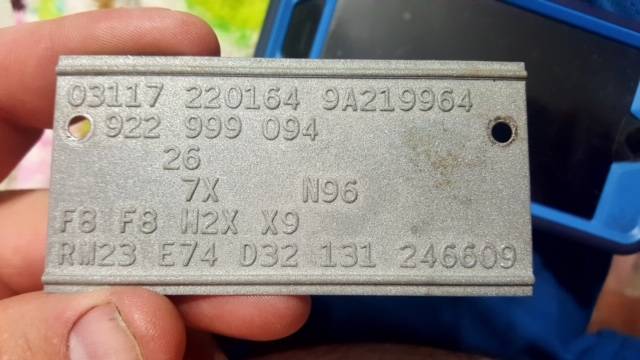 03117 220164 9A219964
922 999 094
26
7X N96
F8 F8 W2X X9
RW23 E74 D32 131 246609